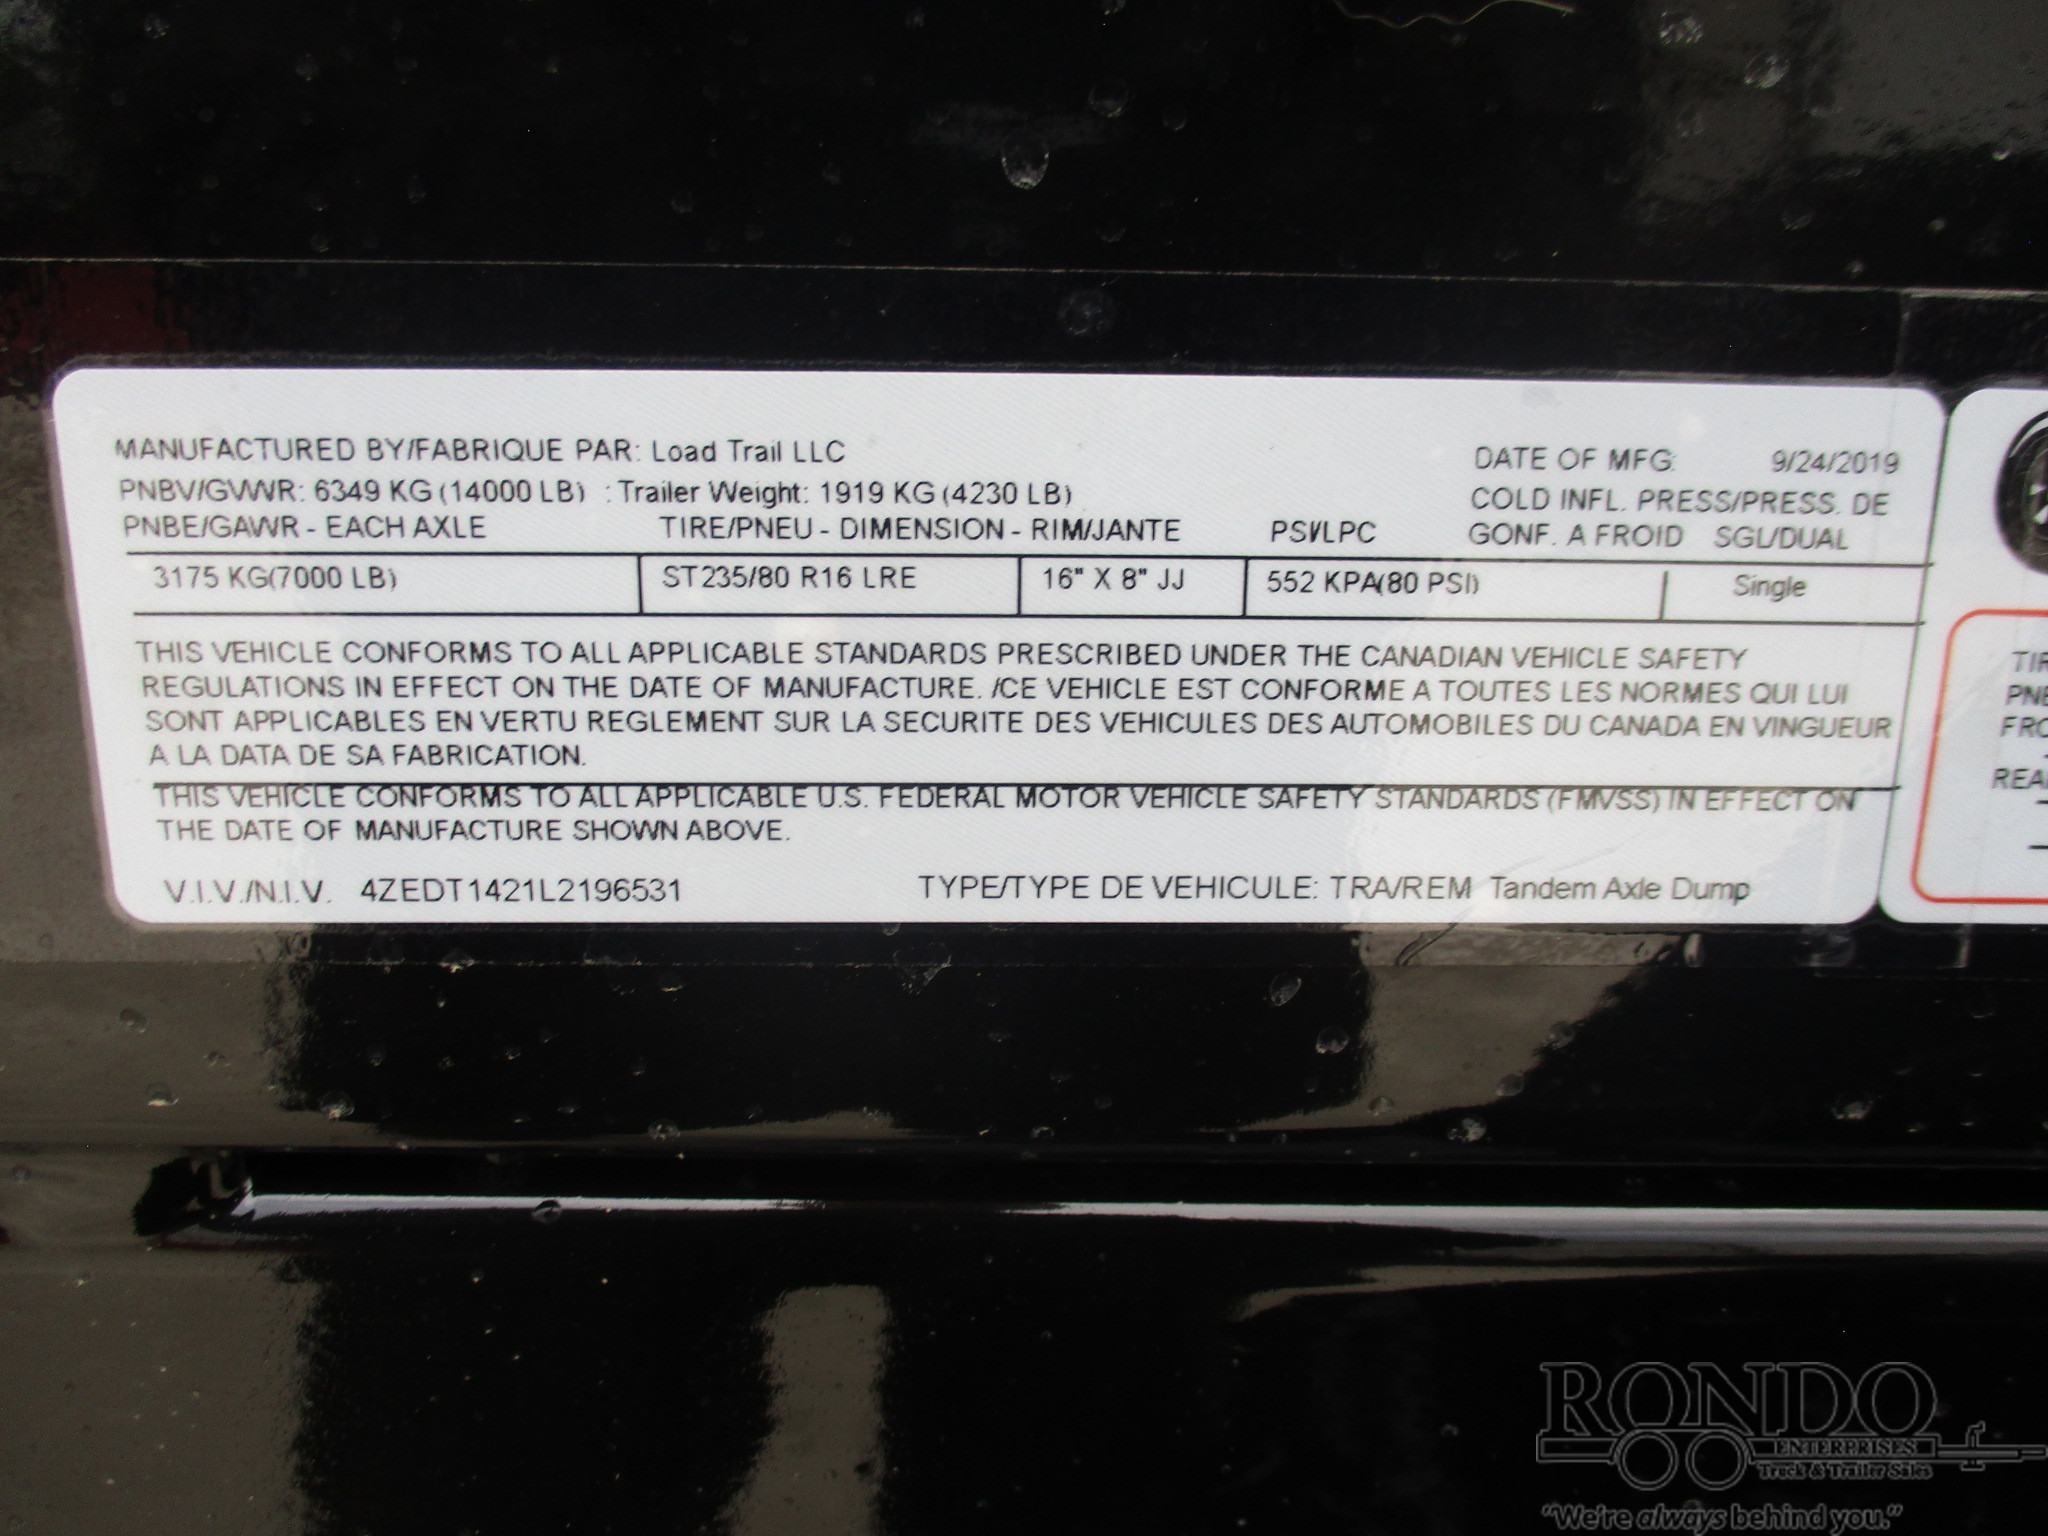 MANUFACTURED BY/FABRIQUE PAR: Load Trail LLC DATE OF MFG: 9/24/2019
PNBV/GVWR: 6349 KG (14000 LB) : Trailer Weight: 1919 KG (4230 LB) COLD INFL. PRESS/PRESS. DE
PNBE/GAWR - EACH AXLE TIRE/PNEU - DIMENSION - RIM/JANTE PSI/LPC GONF. A FROID SGL/DUAL
3175 KG(7000 LB) ST235/80 R16 LRE 16" X 8" JJ 552 KPA(80 PSI) Single
THIS VEHICLE CONFORMS TO ALL APPLICABLE STANDARDS PRESCRIBED UNDER THE CANADIAN VEHICLE SAFETY
REGULATIONS IN EFFECT ON THE DATE OF MANUFACTURE. /CE VEHICLE EST CONFORME A TOUTES LES NORMES QUI LUI
SONT APPLICABLES EN VERTU REGLEMENT SUR LA SECURITE DES VEHICULES DES AUTOMOBILES DU CANADA EN VINGUEUR
A LA DATA DE SA FABRICATION.
THIS VEHICLE CONFORMS TO ALL APPLICABLE U.S. FEDERAL MOTOR VEHICLE SAFETY STANDARDS (FMVSS) IN EFFECT ON
THE DATE OF MANUFACTURE SHOWN ABOVE.
V.I.V./N.I.V. 4ZEDT1421L2196531 TYPE/TYPE DE VEHICULE: TRA/REM Tandem Axle Dump
TIR
PNE
FRO
REA
RONDO
ENTERPRISES
Truck & Trailer Sales
"We're always behind you."